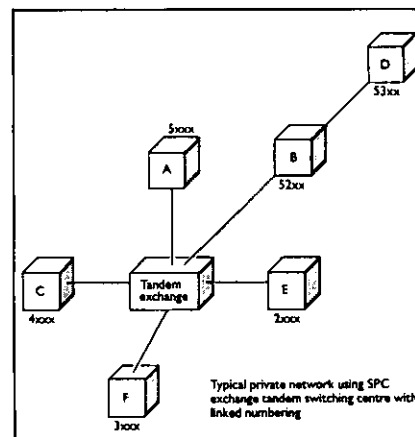 D
53xx
5xxx
A
B
52xx
C
4xxx
Tandem
exchange
E
2xxx
F
3xxx
Typical private network using SPC
exchange tandem switching centre with
linked numbering